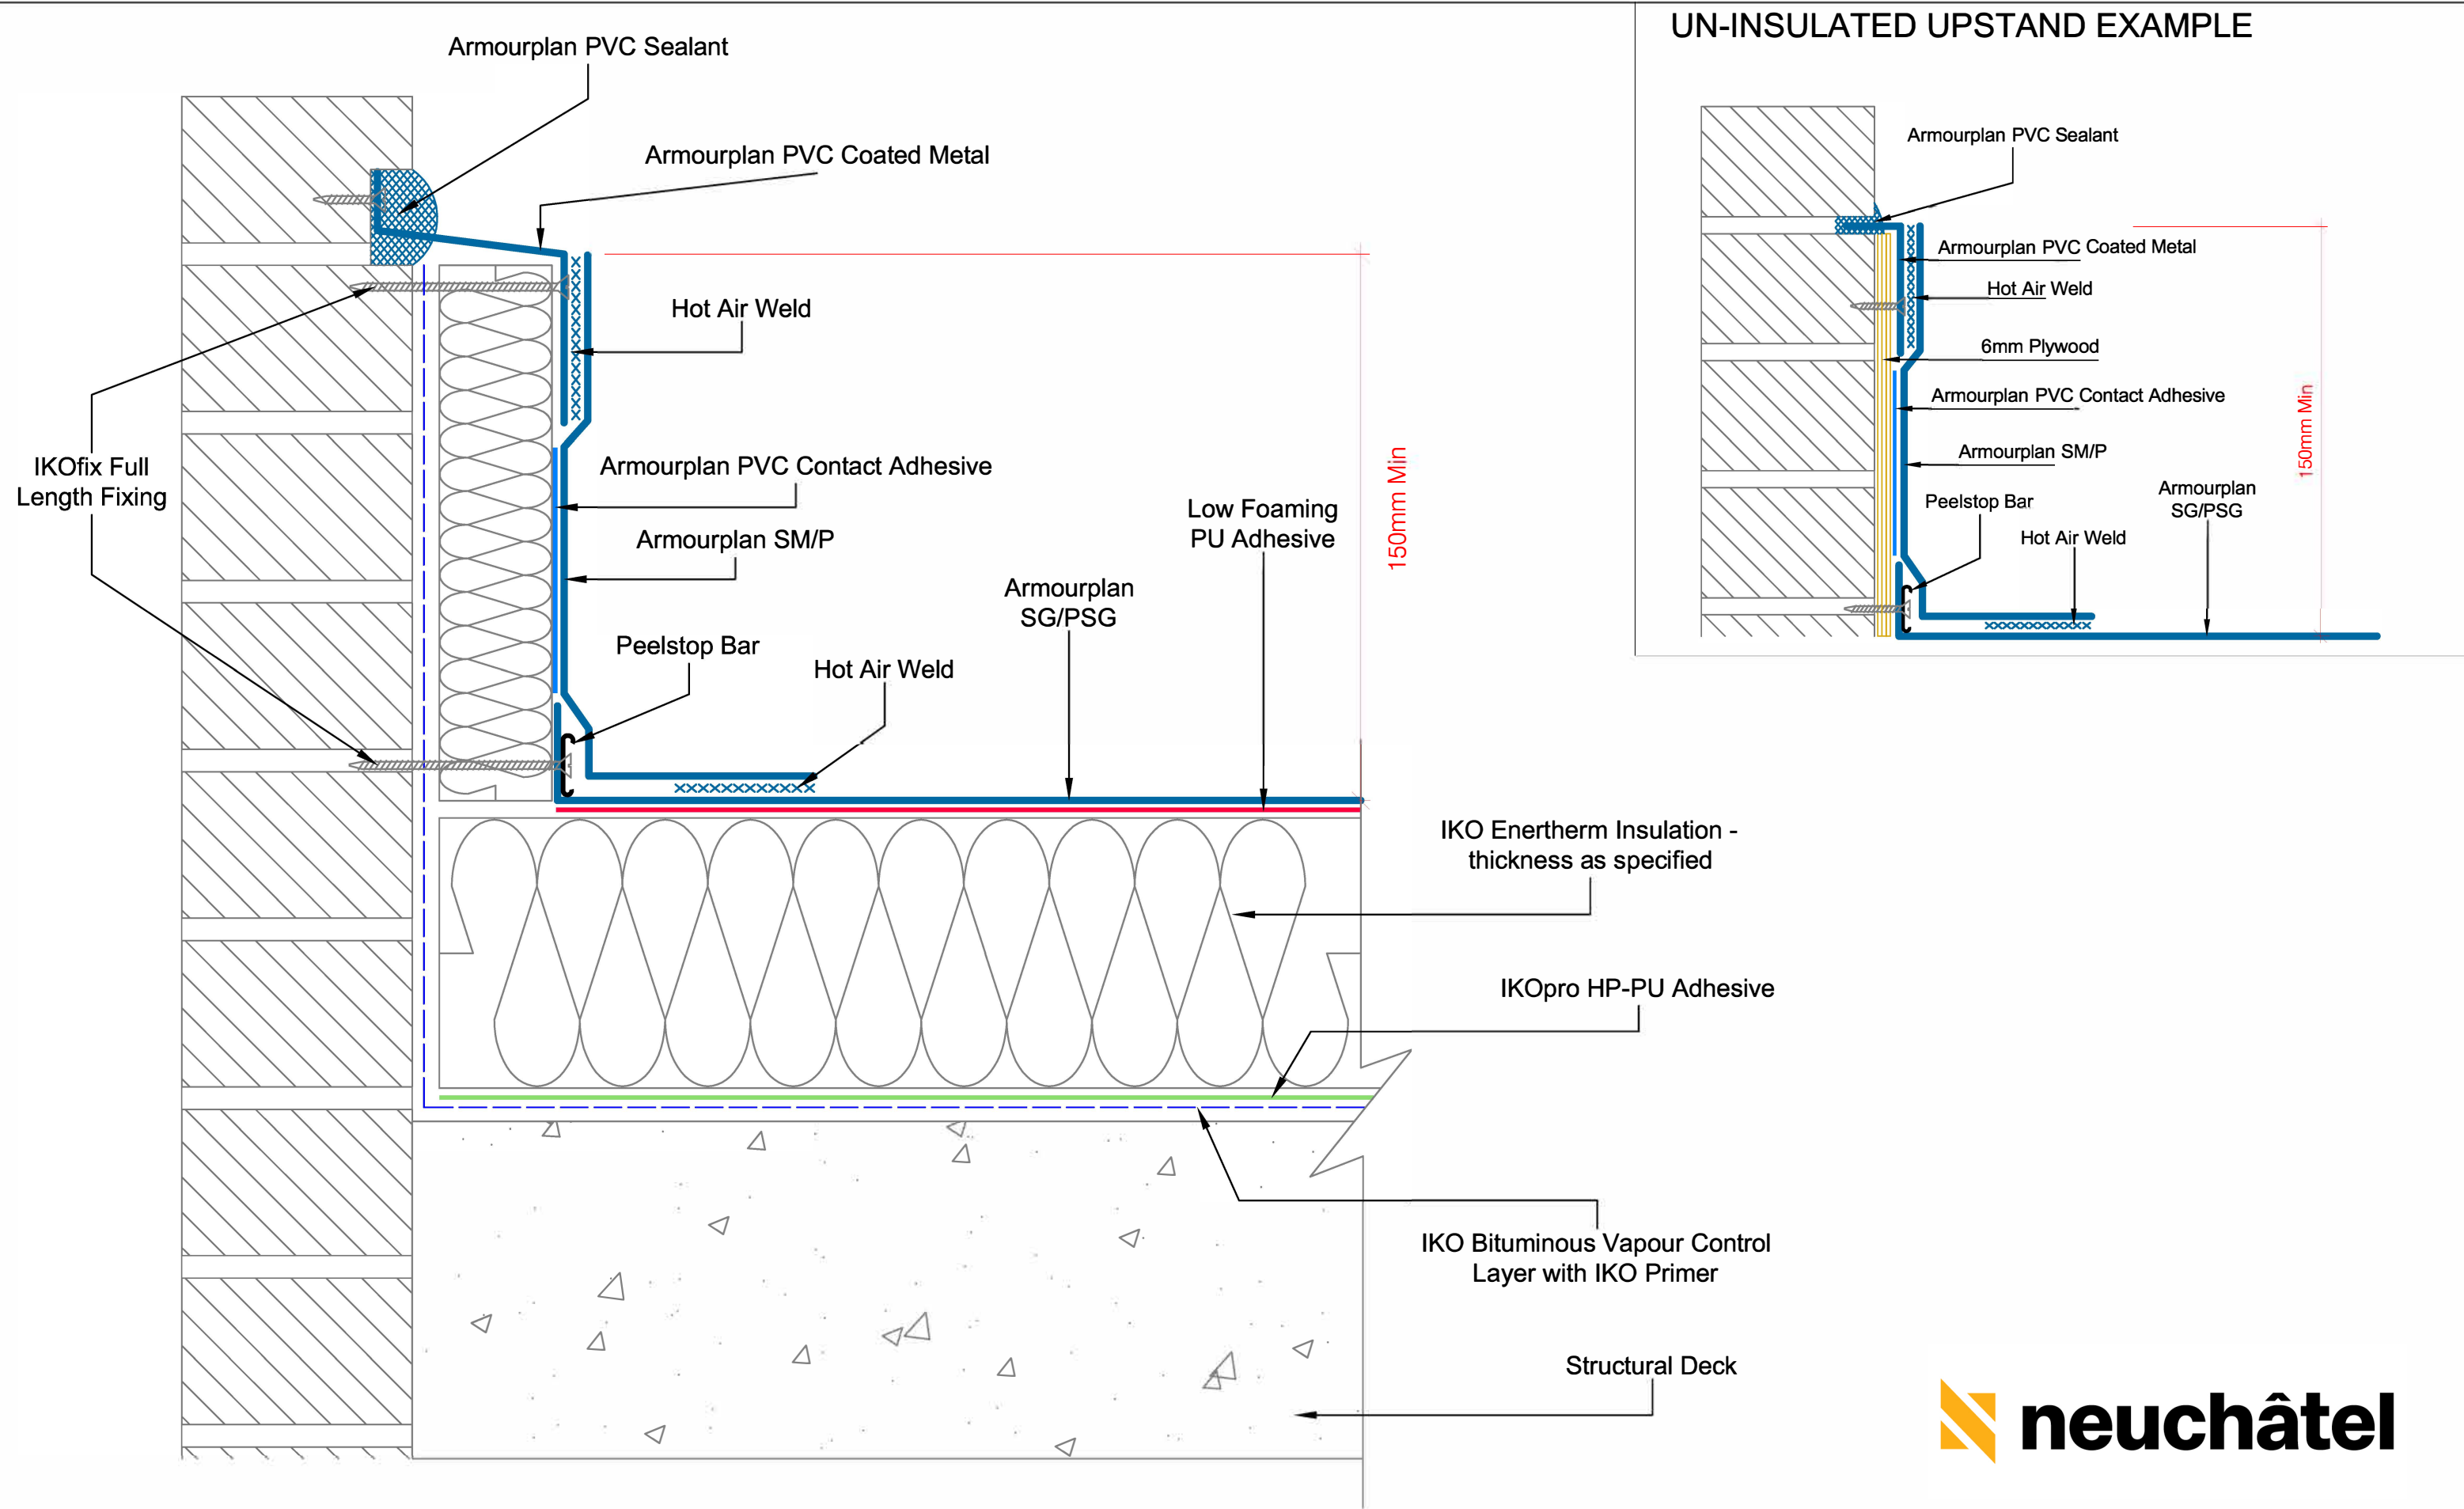 UN-INSULATED UPSTAND EXAMPLE
Armourplan PVC Sealant
Armourplan PVC Coated Metal
Hot Air Weld
IKOfix Full
Length Fixing
Armourplan PVC Contact Adhesive
Armourplan SM/P
Low Foaming
PU Adhesive
Armourplan
SG/PSG
Peelstop Bar
Hot Air Weld
150mm Min
IKO Enertherm Insulation -
thickness as specified
IKOpro HP-PU Adhesive
IKO Bituminous Vapour Control
Layer with IKO Primer
Structural Deck
Armourplan PVC Sealant
Armourplan PVC Coated Metal
Hot Air Weld
6mm Plywood
Armourplan PVC Contact Adhesive
Armourplan SM/P
Peelstop Bar
Armourplan
SG/PSG
Hot Air Weld
150mm Min
neuchâtel